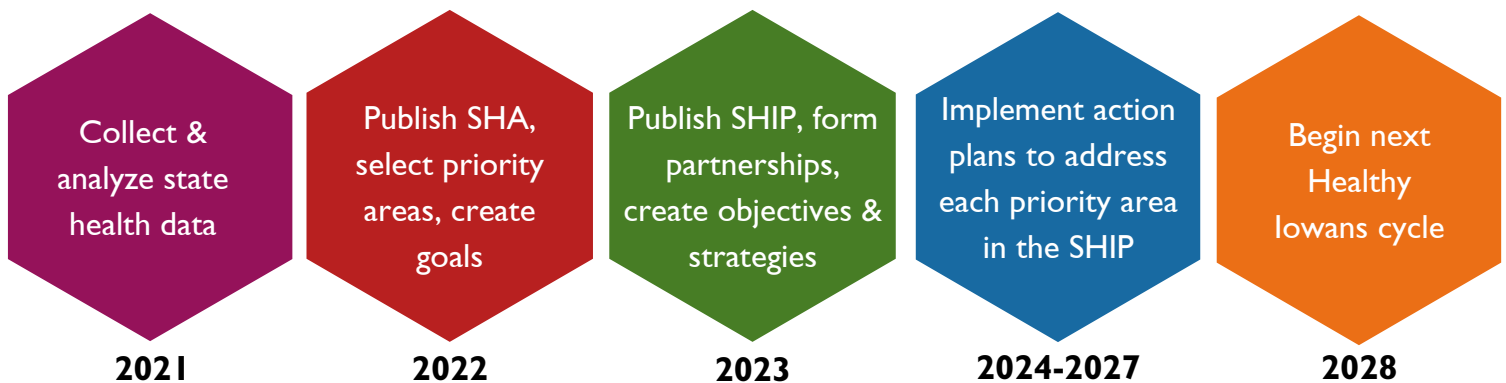 Collect &
analyze state
health data
Publish SHA,
select priority
areas, create
goals
Publish SHIP, form
partnerships,
create objectives &
strategies
Implement action
plans to address
each priority area
in the SHIP
Begin next
Healthy
Iowans cycle
2021
2022
2023
2024-2027
2028